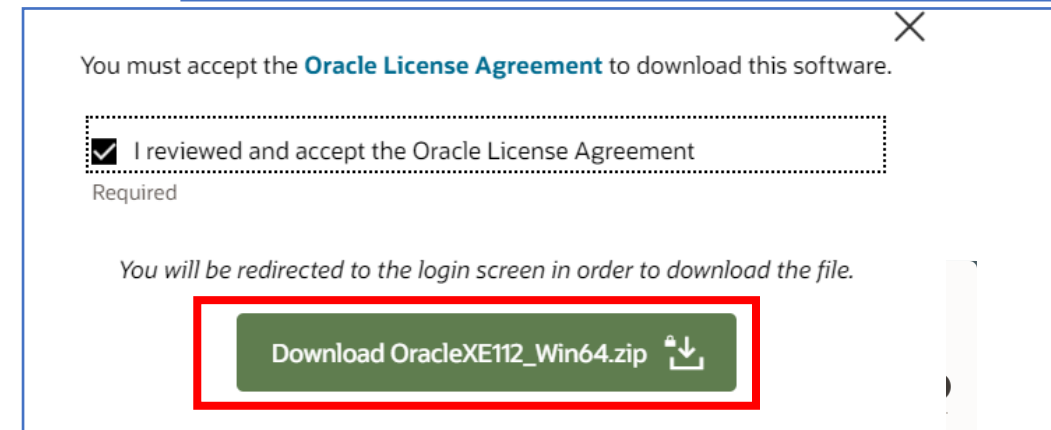 You must accept the Oracle License Agreement to download this software.
I reviewed and accept the Oracle License Agreement
Required
You will be redirected to the login screen in order to download the file.
Download OracleXE112_Win64.zip